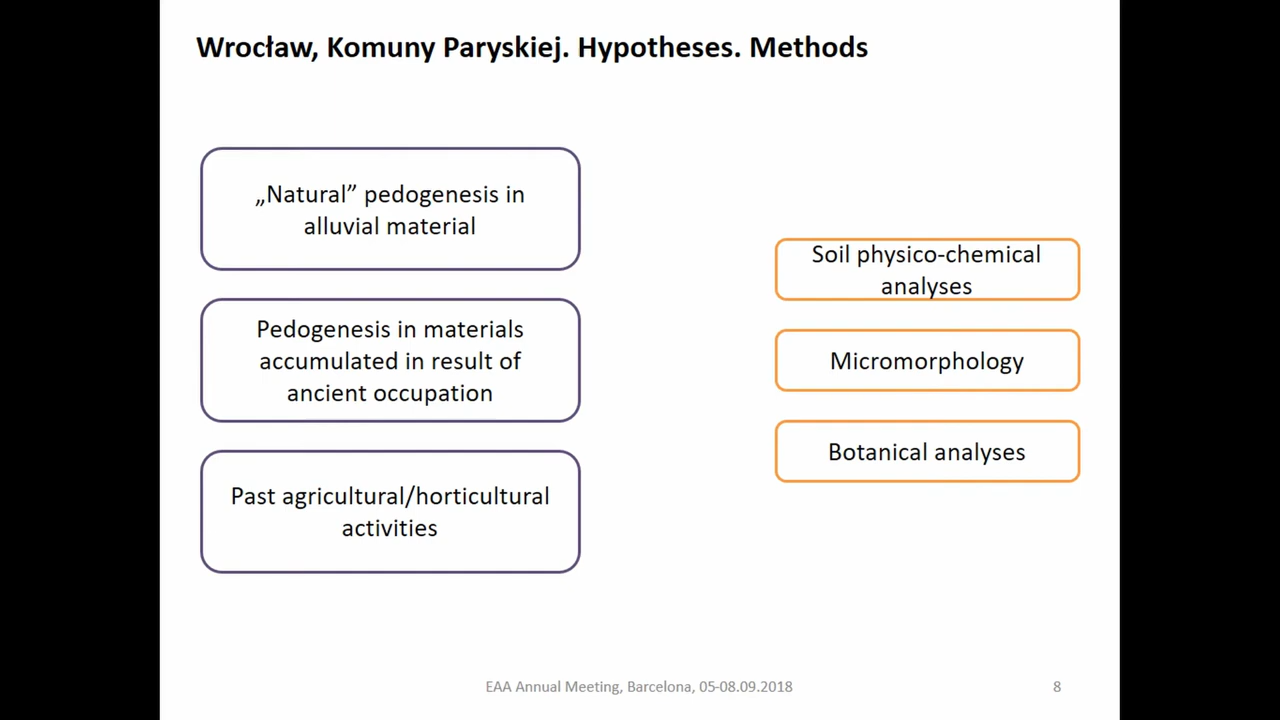 Wrocław, Komuny Paryskiej. Hypotheses. Methods
„Natural” pedogenesis in
alluvial material
Pedogenesis in materials
accumulated in result of
ancient occupation
Past agricultural/horticultural
activities
Soil physico-chemical
analyses
Micromorphology
Botanical analyses
EAA Annual Meeting, Barcelona, 05-08.09.2018
8